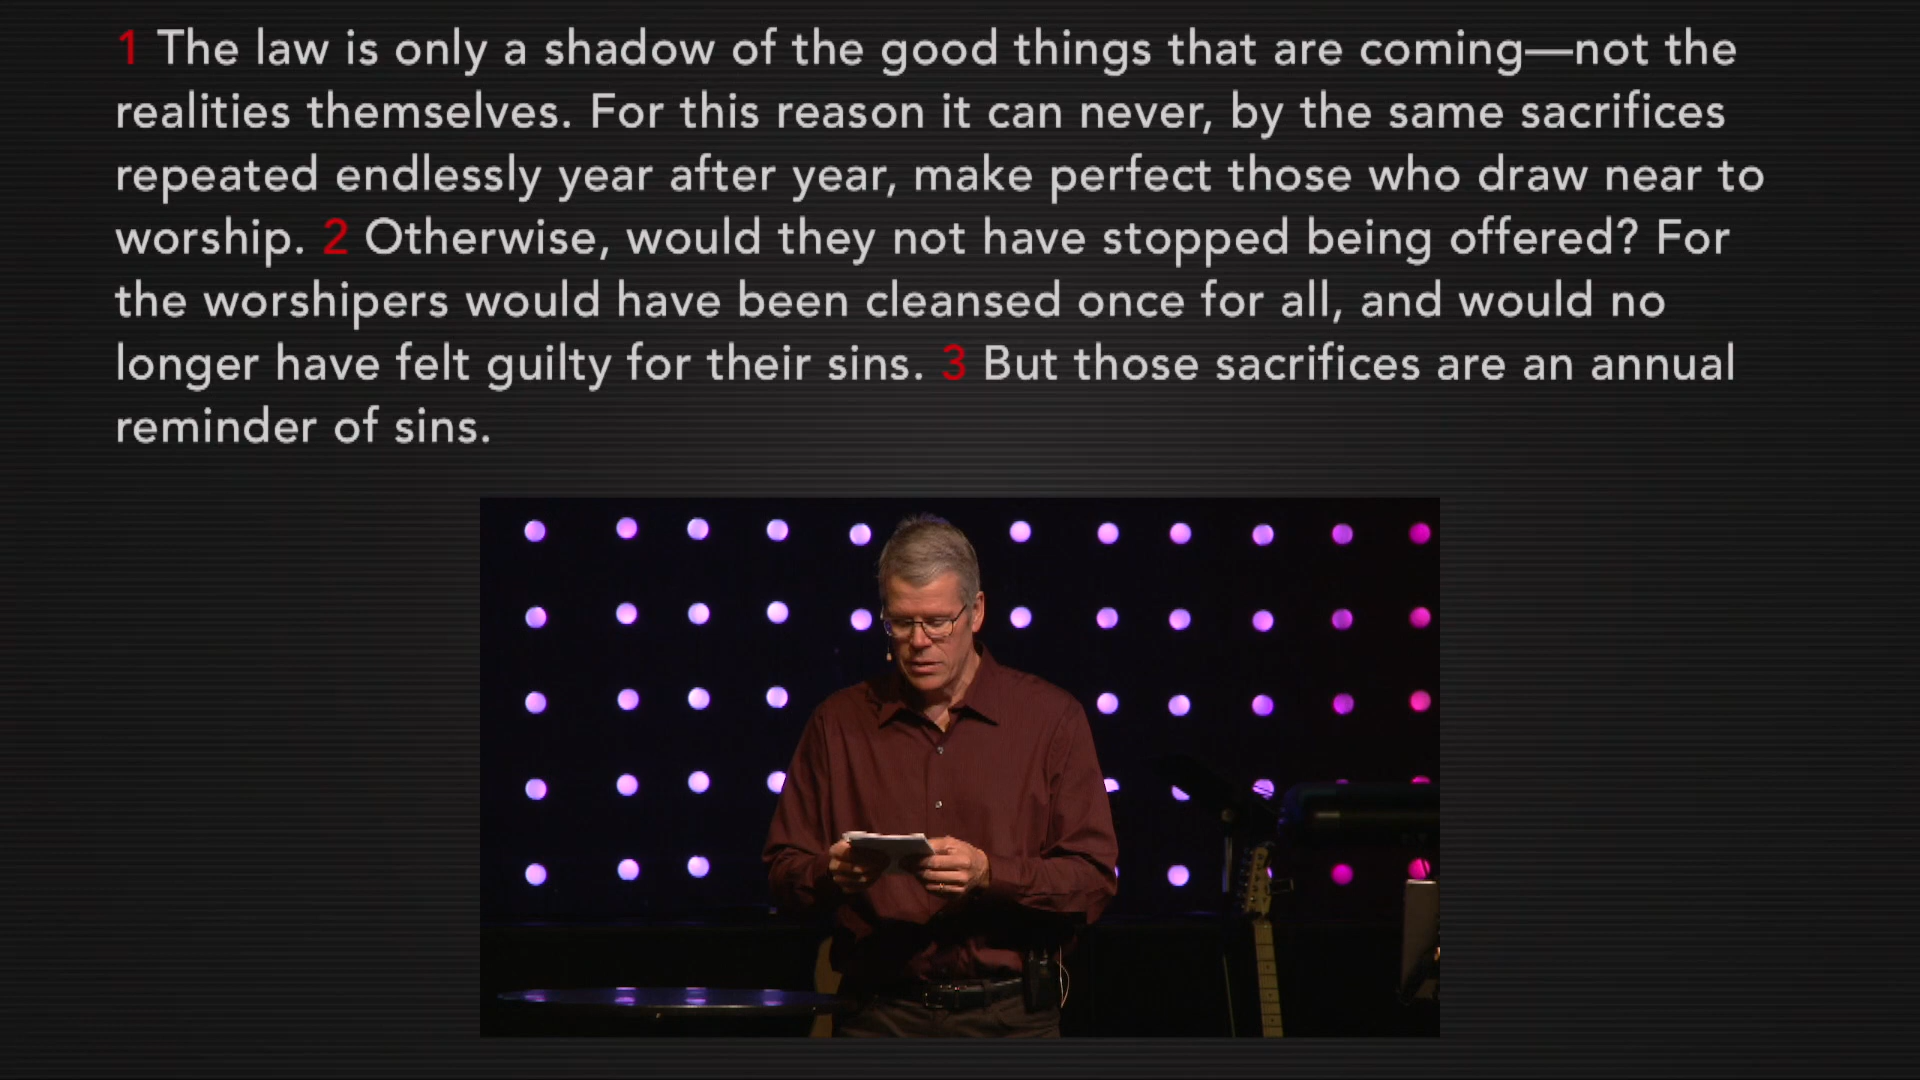 1 The law is only a shadow of the good things that are coming—not the
realities themselves. For this reason it can never, by the same sacrifices
repeated endlessly year after year, make perfect those who draw near to
worship. 2 Otherwise, would they not have stopped being offered? For
the worshipers would have been cleansed once for all, and would no
longer have felt guilty for their sins. 3 But those sacrifices are an annual
reminder of sins.